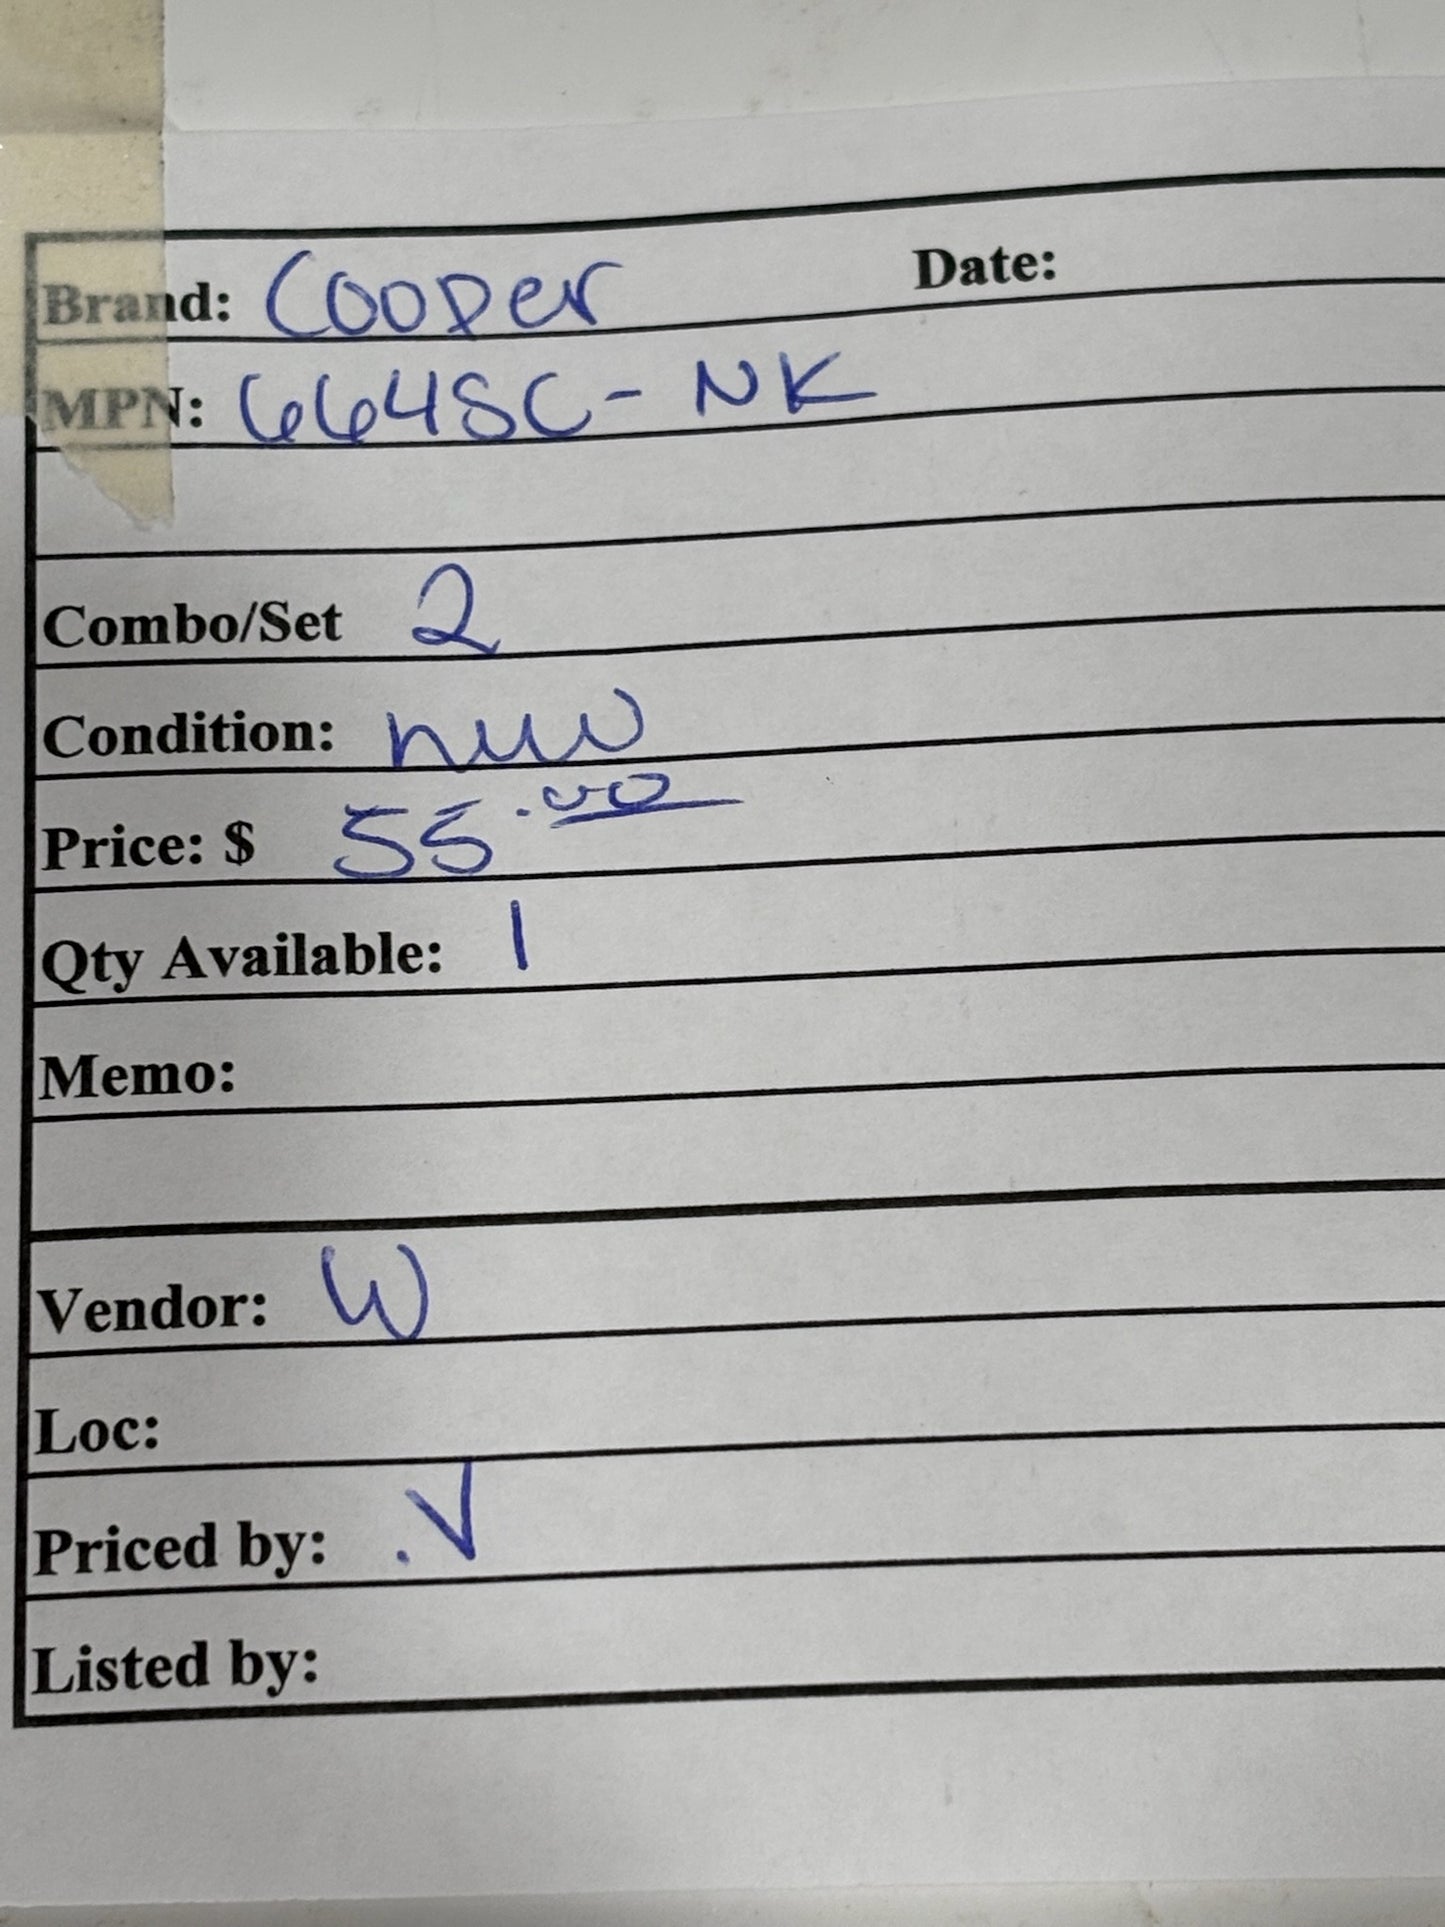 Brand: Cooper Date:
MPN: 664SC- NK
Combo/Set 2
Condition: new
Price: $ 55.00
Qty Available: 1
Memo:
Vendor: W
Loc:
Priced by: .V
Listed by: